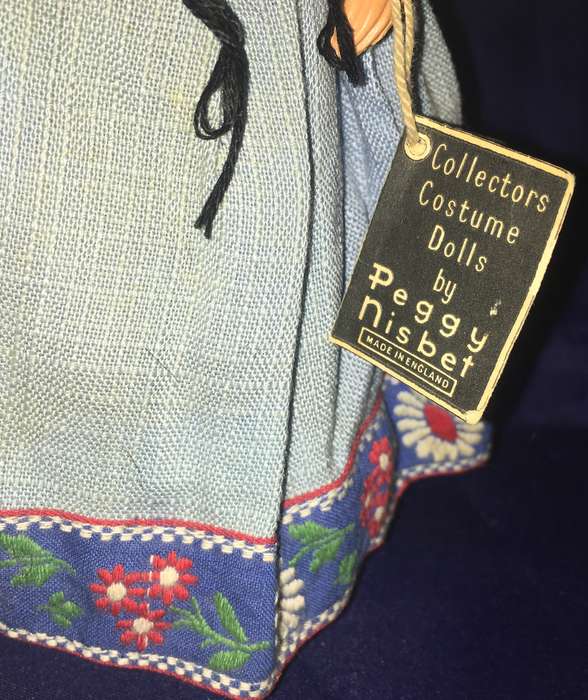 Collectors
Costume
Dolls
by
Peggy
Nisbet
MADE IN ENGLAND